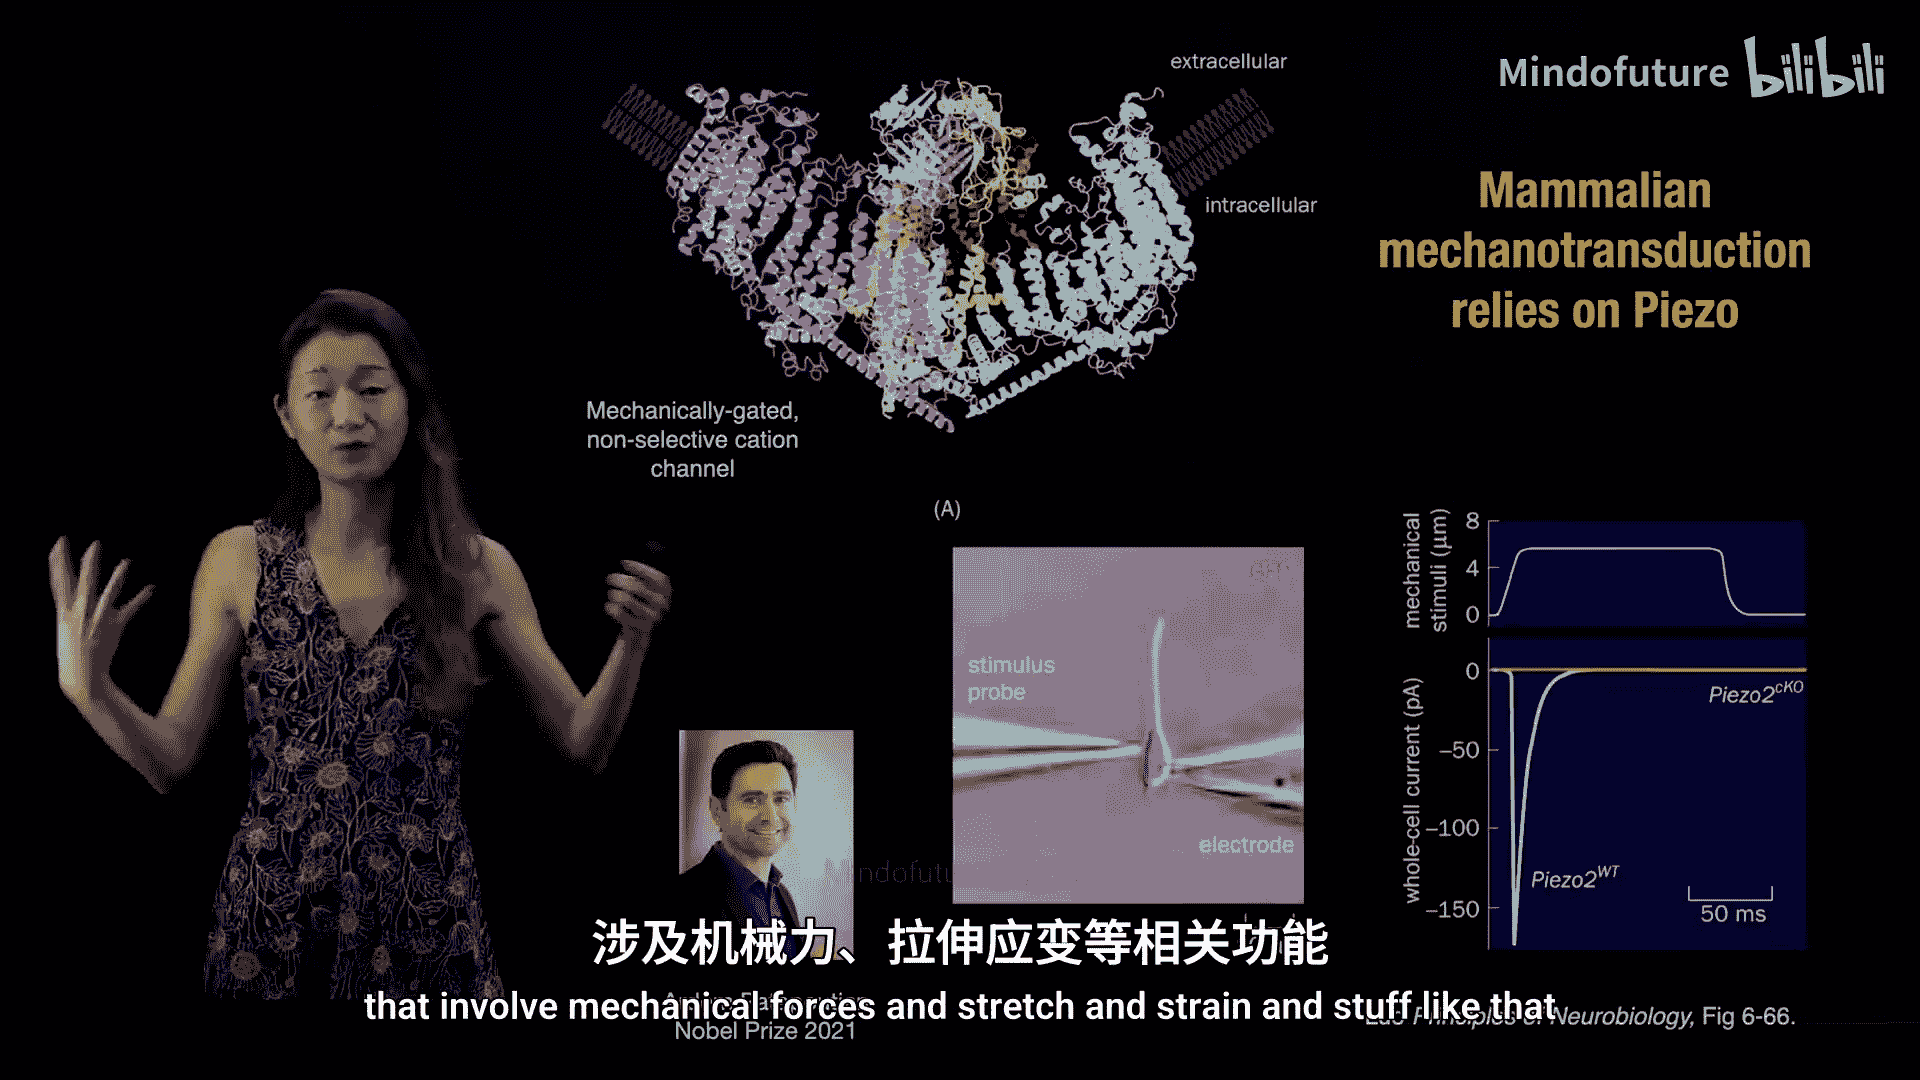 extracellular
Mindofuture bilibili
intracellular
Mammalian
mechanotransduction
relies on Piezo
Mechanically-gated,
non-selective cation
channel
(A)
stimulus
probe
electrode
mechanical
stimuli (μm)
8
4
0
whole-cell current (pA)
0
–50
–100
–150
Piezo2cKO
Piezo2WT
50 ms
涉及机械力、拉伸应变等相关功能
that involve mechanical forces and stretch and strain and stuff like that
Nobel Prize 2021
Neurobiology, Fig 6-66.